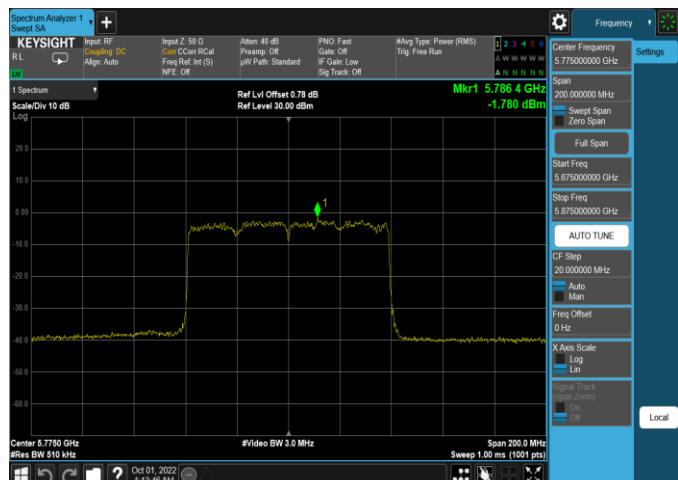 Spectrum Analyzer 1
Swept SA
Frequency
KEYSIGHT
R L
Input: RF
Coupling: DC
Align: Auto
Input Z: 50 Ω
Corr CCorr RCal
Freq Ref: Int (S)
NFE: Off
Atten: 40 dB
Preamp: Off
µW Path: Standard
PNO: Fast
Gate: Off
IF Gain: Low
Sig Track: Off
#Avg Type: Power (RMS)
Trig: Free Run
1 2 3 4 5 6
A W W W W W
A N N N N N
1 Spectrum
Scale/Div 10 dB
Log
Ref Lvl Offset 0.78 dB
Ref Level 30.00 dBm
Mkr1 5.786 4 GHz
-1.780 dBm
20.0
10.0
0.00
-10.0
-20.0
-30.0
-40.0
-50.0
-60.0
1
Center 5.7750 GHz
#Res BW 510 kHz
#Video BW 3.0 MHz
Span 200.0 MHz
Sweep 1.00 ms (1001 pts)
Oct 01, 2022
Center Frequency
5.775000000 GHz
Settings
Span
200.000000 MHz
Swept Span
Zero Span
Full Span
Start Freq
5.675000000 GHz
Stop Freq
5.875000000 GHz
AUTO TUNE
CF Step
20.000000 MHz
Auto
Man
Freq Offset
0 Hz
X Axis Scale
Log
Lin
Signal Track
(Span Zoom)
On
Off
Local